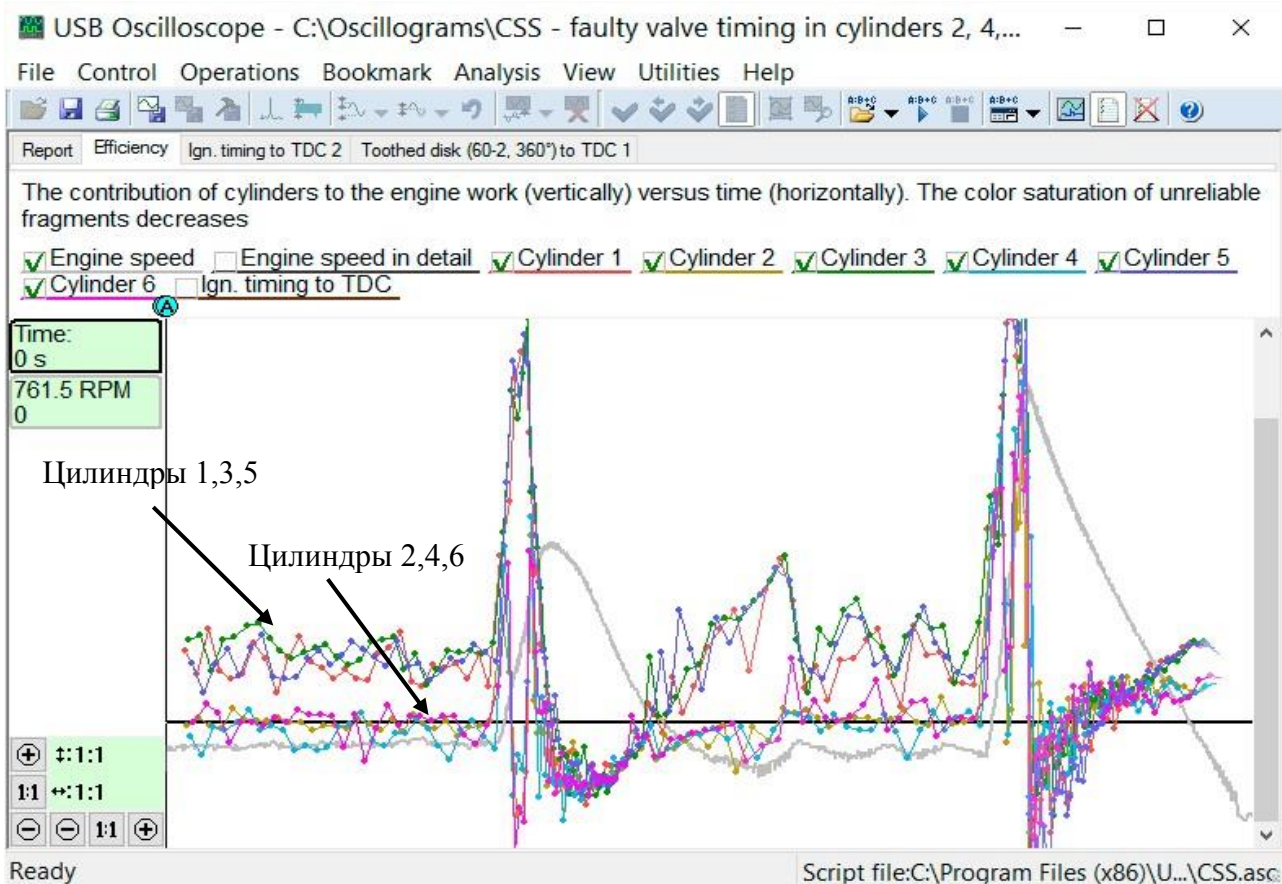 USB Oscilloscope - C:\Oscillograms\CSS - faulty valve timing in cylinders 2, 4,...
File Control Operations Bookmark Analysis View Utilities Help
A:B+C A:B+C A:B+C A:B+C
Report Efficiency Ign. timing to TDC 2 Toothed disk (60-2, 360°) to TDC 1
The contribution of cylinders to the engine work (vertically) versus time (horizontally). The color saturation of unreliable
fragments decreases
Engine speed Engine speed in detail Cylinder 1 Cylinder 2 Cylinder 3 Cylinder 4 Cylinder 5
Cylinder 6 Ign. timing to TDC
A
Time:
0 s
761.5 RPM
0
Цилиндры 1,3,5
Цилиндры 2,4,6
↕:1:1
1:1 ↔:1:1
1:1
Ready Script file:C:\Program Files (x86)\U...\CSS.asc